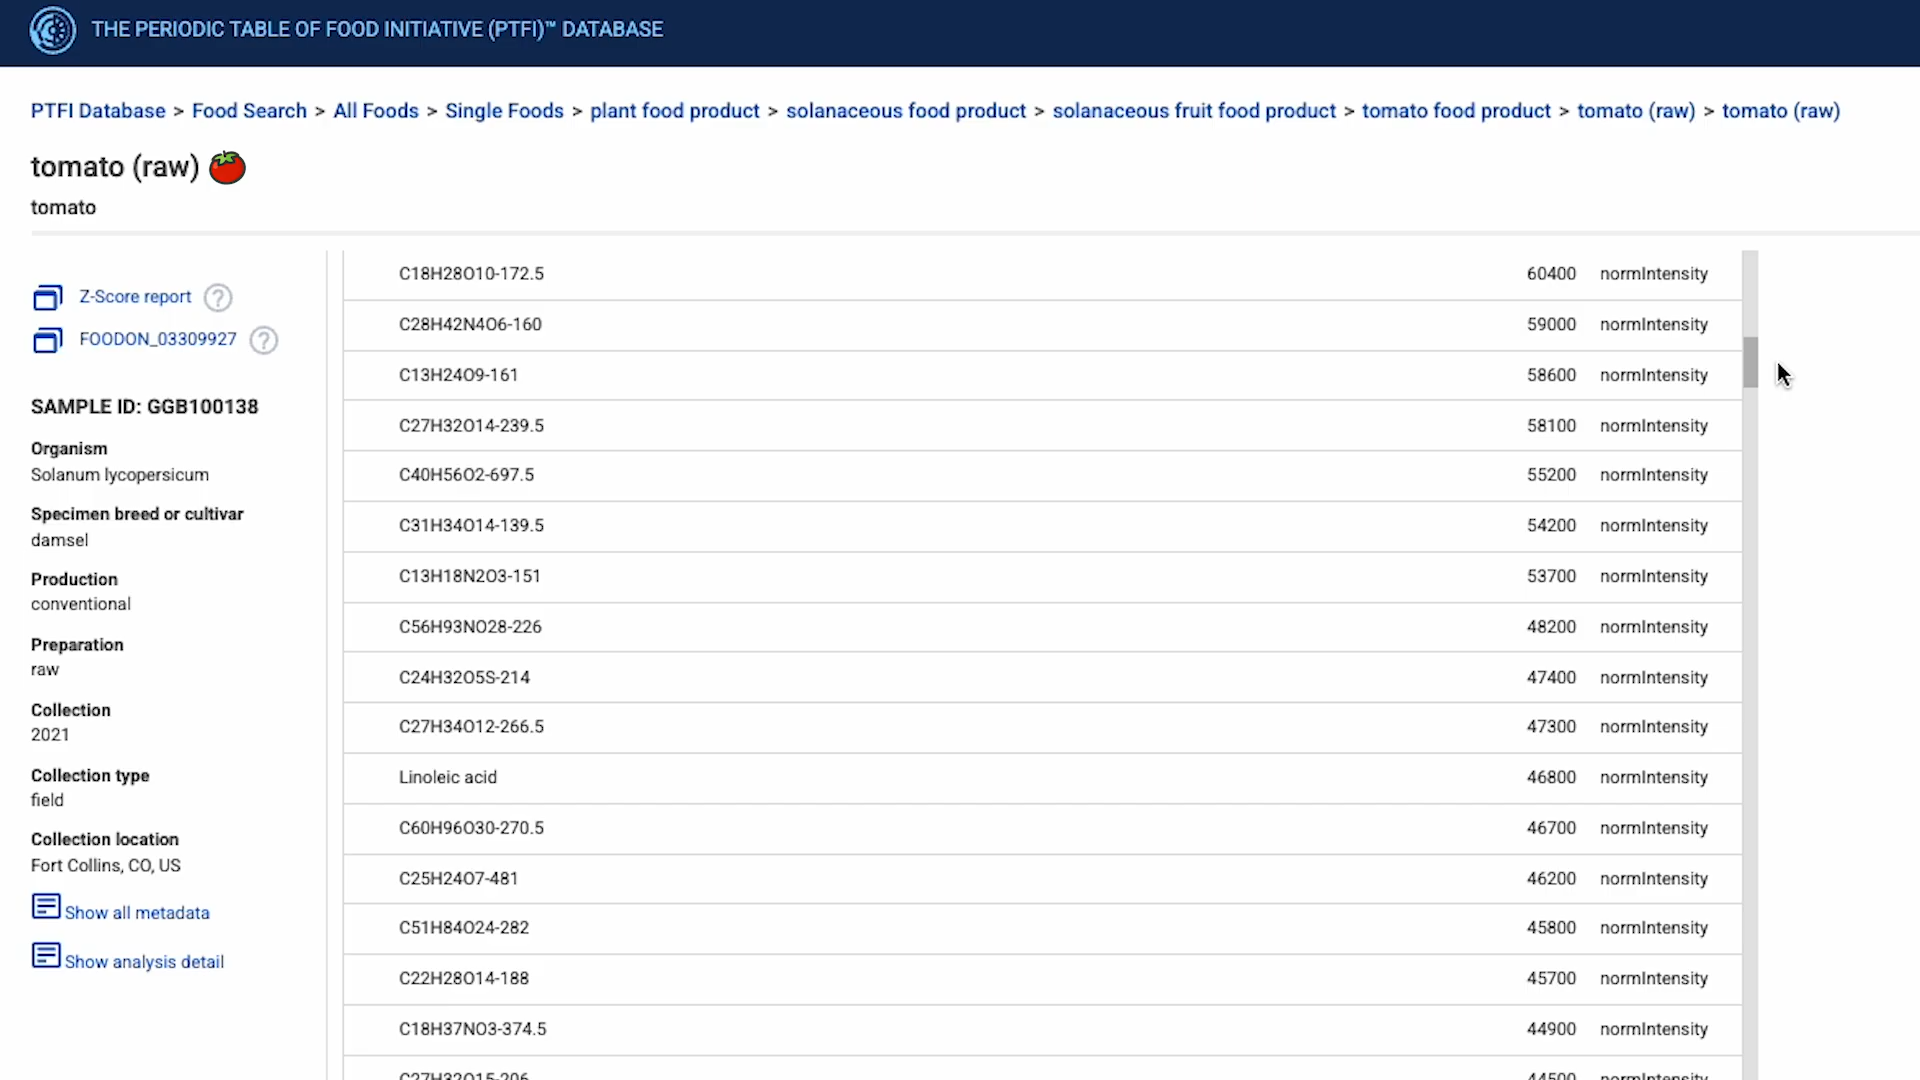 THE PERIODIC TABLE OF FOOD INITIATIVE (PTFI)™ DATABASE
PTFI Database > Food Search > All Foods > Single Foods > plant food product > solanaceous food product > solanaceous fruit food product > tomato food product > tomato (raw) > tomato (raw)
tomato (raw)
tomato
Z-Score report ?
FOODON_03309927 ?
SAMPLE ID: GGB100138
Organism
Solanum lycopersicum
Specimen breed or cultivar
damsel
Production
conventional
Preparation
raw
Collection
2021
Collection type
field
Collection location
Fort Collins, CO, US
Show all metadata
Show analysis detail
C18H28O10-172.5 60400 normIntensity
C28H42N4O6-160 59000 normIntensity
C13H24O9-161 58600 normIntensity
C27H32O14-239.5 58100 normIntensity
C40H56O2-697.5 55200 normIntensity
C31H34O14-139.5 54200 normIntensity
C13H18N2O3-151 53700 normIntensity
C56H93NO28-226 48200 normIntensity
C24H32O5S-214 47400 normIntensity
C27H34O12-266.5 47300 normIntensity
Linoleic acid 46800 normIntensity
C60H96O30-270.5 46700 normIntensity
C25H24O7-481 46200 normIntensity
C51H84O24-282 45800 normIntensity
C22H28O14-188 45700 normIntensity
C18H37NO3-374.5 44900 normIntensity
C27H32O15-206 44500 normIntensity